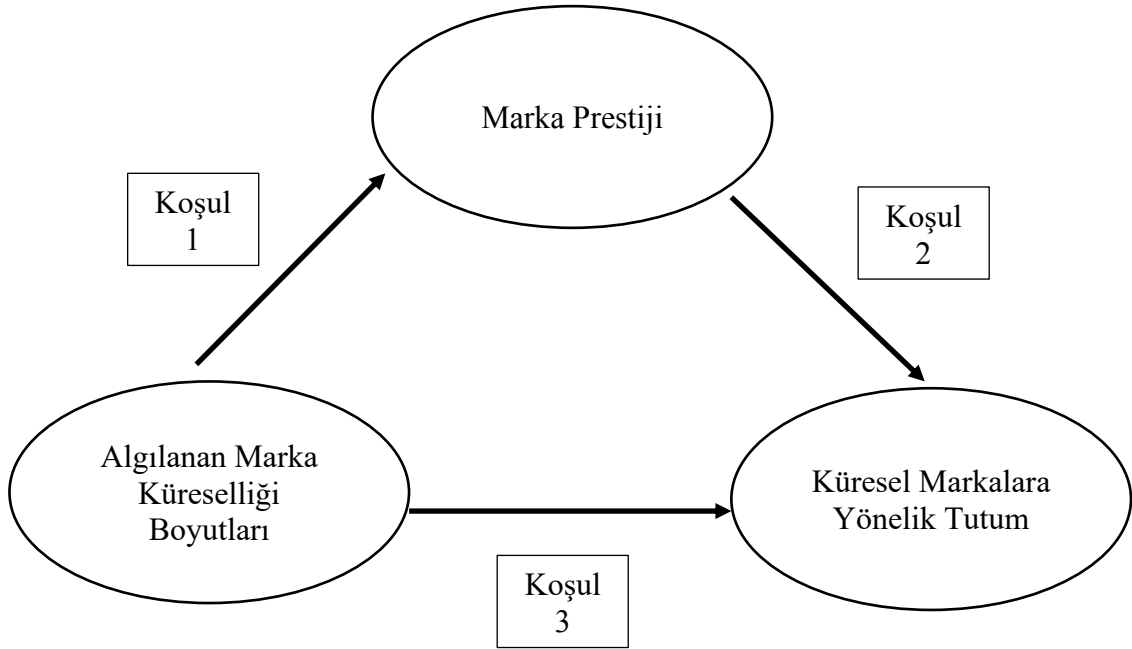 Marka Prestiji
Koşul
1
Koşul
2
Algılanan Marka
Küreselliği
Boyutları
Küresel Markalara
Yönelik Tutum
Koşul
3